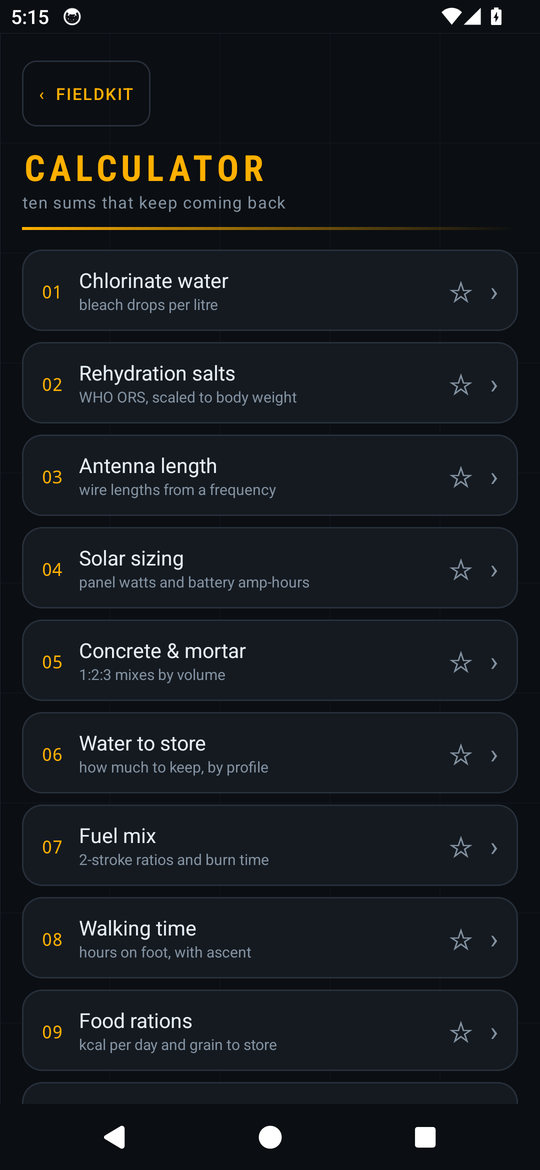 5:15
‹ FIELDKIT
CALCULATOR
ten sums that keep coming back
01
Chlorinate water
bleach drops per litre
02
Rehydration salts
WHO ORS, scaled to body weight
03
Antenna length
wire lengths from a frequency
04
Solar sizing
panel watts and battery amp-hours
05
Concrete & mortar
1:2:3 mixes by volume
06
Water to store
how much to keep, by profile
07
Fuel mix
2-stroke ratios and burn time
08
Walking time
hours on foot, with ascent
09
Food rations
kcal per day and grain to store